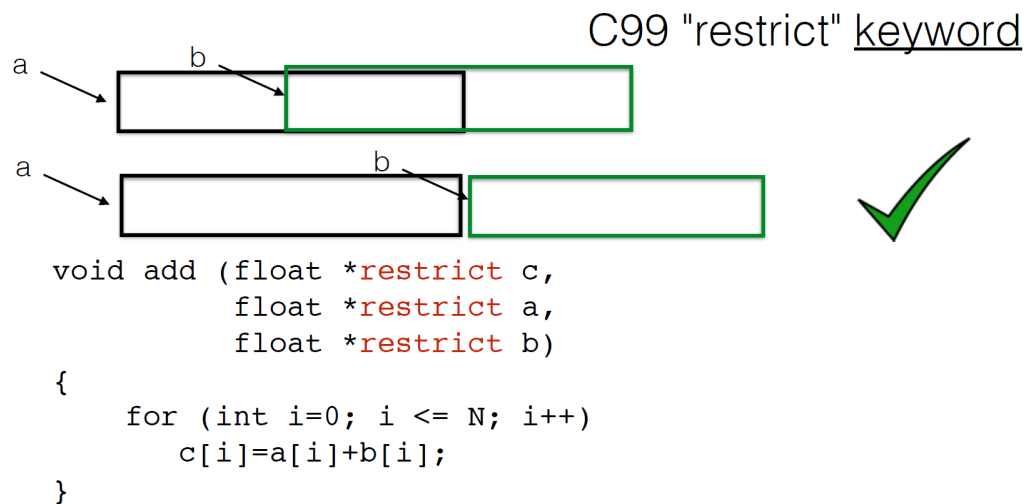 C99 "restrict" keyword
a
b
a
b
void add (float *restrict c,
float *restrict a,
float *restrict b)
{
for (int i=0; i <= N; i++)
c[i]=a[i]+b[i];
}